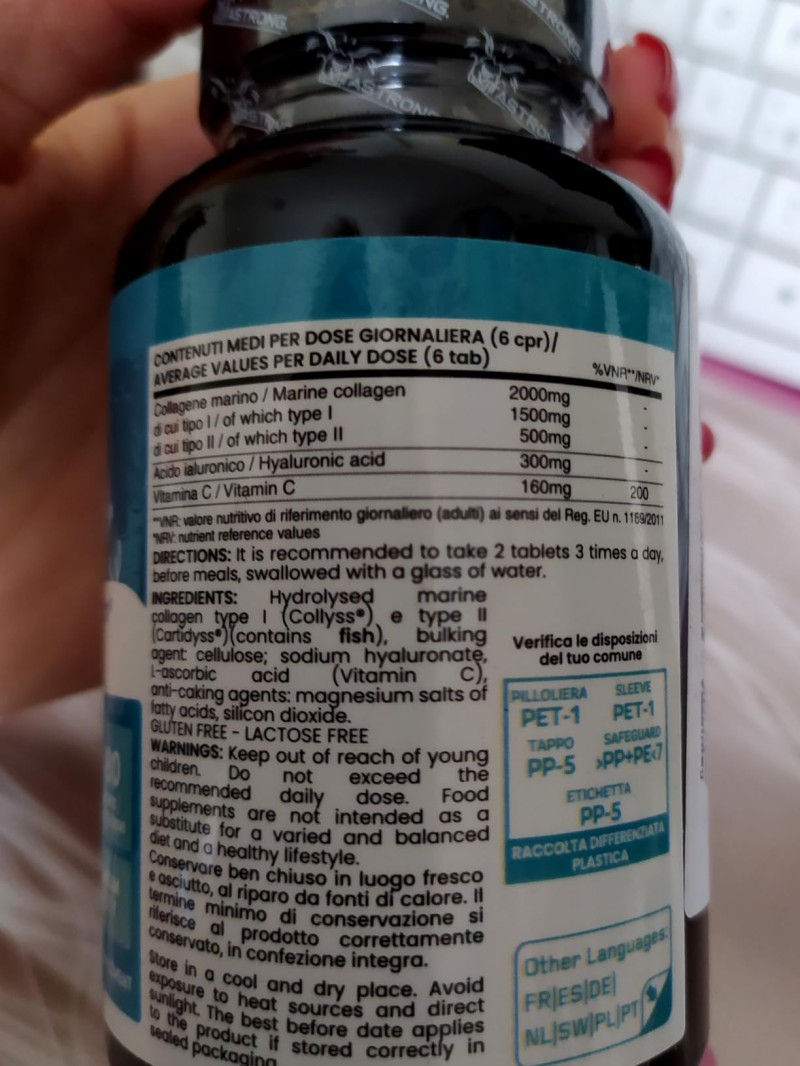 CONTENUTI MEDI PER DOSE GIORNALIERA (6 cpr)/
AVERAGE VALUES PER DAILY DOSE (6 tab)
%VNR**/NRV*
Collagene marino / Marine collagen 2000mg -
di cui tipo I / of which type I 1500mg -
di cui tipo II / of which type II 500mg -
Acido ialuronico / Hyaluronic acid 300mg -
Vitamina C / Vitamin C 160mg 200
**VNR: valore nutritivo di riferimento giornaliero (adulti) ai sensi del Reg. EU n. 1169/2011
*NRV: nutrient reference values
DIRECTIONS: It is recommended to take 2 tablets 3 times a day,
before meals, swallowed with a glass of water.
INGREDIENTS: Hydrolysed marine
collagen type I (Collyss®) e type II
(Cartidyss®)(contains fish), bulking
agent: cellulose; sodium hyaluronate,
L-ascorbic acid (Vitamin C),
anti-caking agents: magnesium salts of
fatty acids, silicon dioxide.
GLUTEN FREE - LACTOSE FREE
WARNINGS: Keep out of reach of young
children. Do not exceed the
recommended daily dose. Food
supplements are not intended as a
substitute for a varied and balanced
diet and a healthy lifestyle.
Conservare ben chiuso in luogo fresco
e asciutto, al riparo da fonti di calore. Il
termine minimo di conservazione si
riferisce al prodotto correttamente
conservato, in confezione integra.
Store in a cool and dry place. Avoid
exposure to heat sources and direct
sunlight. The best before date applies
to the product if stored correctly in
sealed packaging
Verifica le disposizioni
del tuo comune
PILLOLIERA SLEEVE
PET-1 PET-1
TAPPO SAFEGUARD
PP-5 >PP+PE<7
ETICHETTA
PP-5
RACCOLTA DIFFERENZIATA
PLASTICA
Other Languages:
FR|ES|DE|
NL|SW|PL|PT